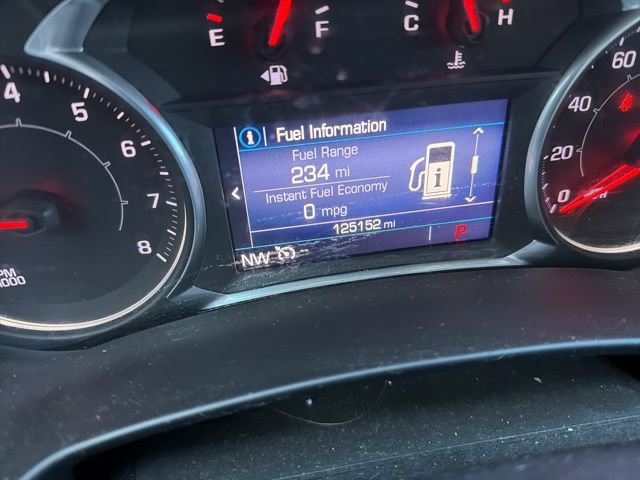 E F
C H
4 5 6 7 8
60
40
20
0
i Fuel Information
Fuel Range
234 mi
Instant Fuel Economy
0 mpg
i
125152 mi
P
NW --